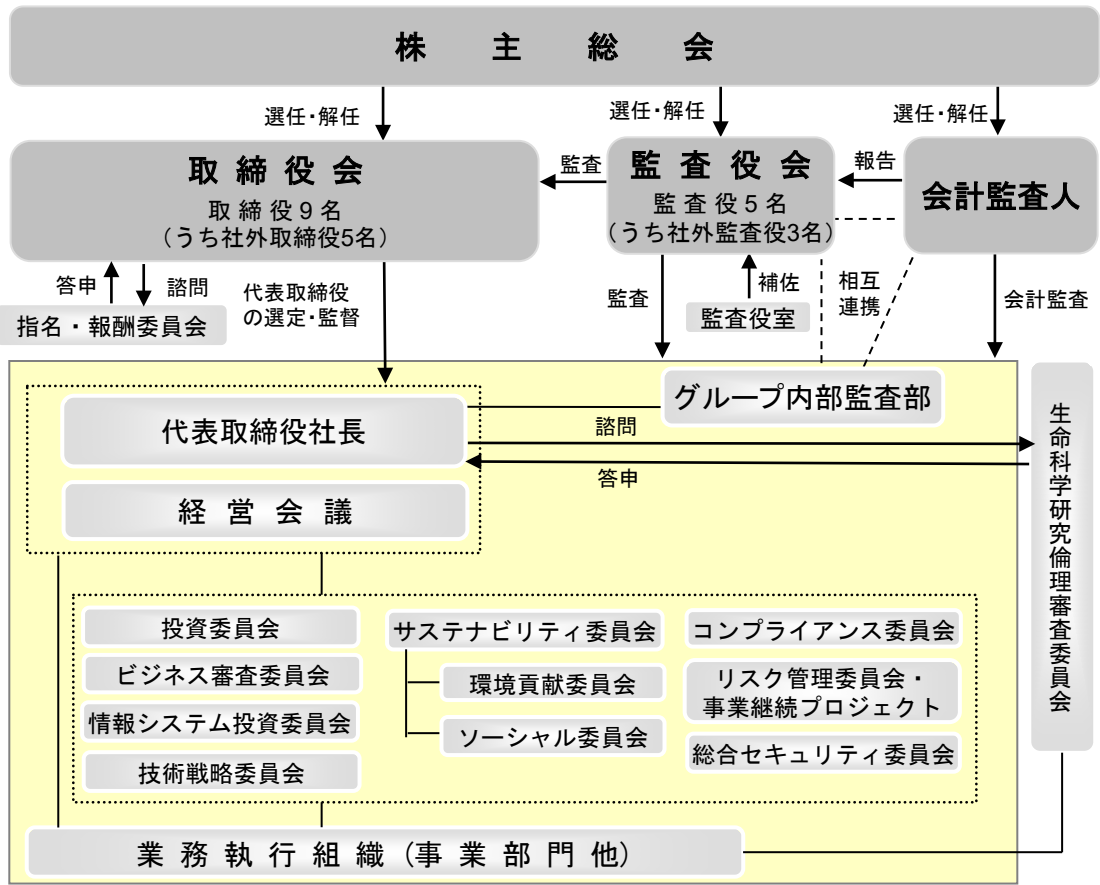 株主総会
選任・解任
選任・解任
選任・解任
取締役会
取締役9名
（うち社外取締役5名）
監査
監査役会
監査役5名
（うち社外監査役3名）
報告
会計監査人
答申
諮問
指名・報酬委員会
代表取締役
の選定・監督
監査
補佐
監査役室
相互
連携
会計監査
グループ内部監査部
代表取締役社長
諮問
答申
経営会議
生命科学研究倫理審査委員会
投資委員会
ビジネス審査委員会
情報システム投資委員会
技術戦略委員会
サステナビリティ委員会
環境貢献委員会
ソーシャル委員会
コンプライアンス委員会
リスク管理委員会・
事業継続プロジェクト
総合セキュリティ委員会
業務執行組織（事業部門他）